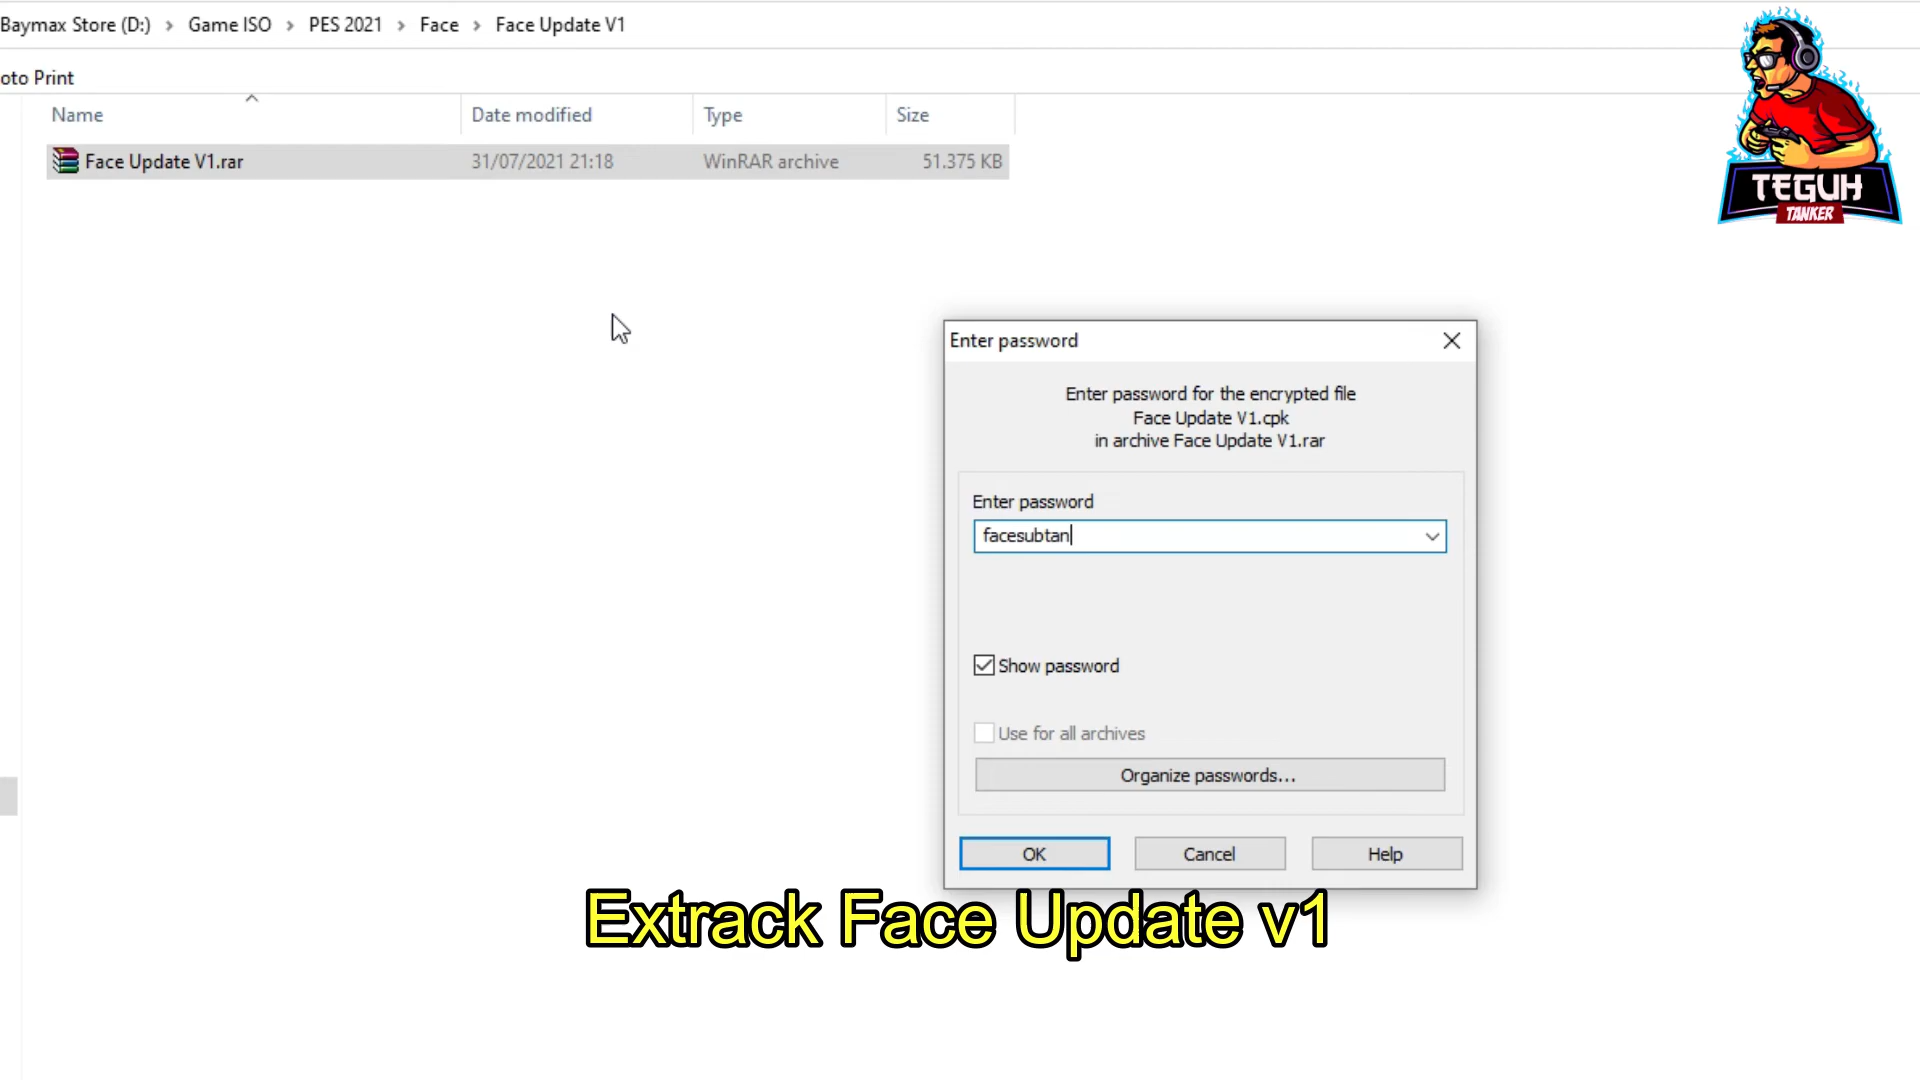 Baymax Store (D:) > Game ISO > PES 2021 > Face > Face Update V1
oto Print
Name Date modified Type Size
Face Update V1.rar 31/07/2021 21:18 WinRAR archive 51.375 KB
TEGUH
TANKER
Enter password
Enter password for the encrypted file
Face Update V1.cpk
in archive Face Update V1.rar
Enter password
facesubtan
Show password
Use for all archives
Organize passwords...
OK Cancel Help
Extrack Face Update v1